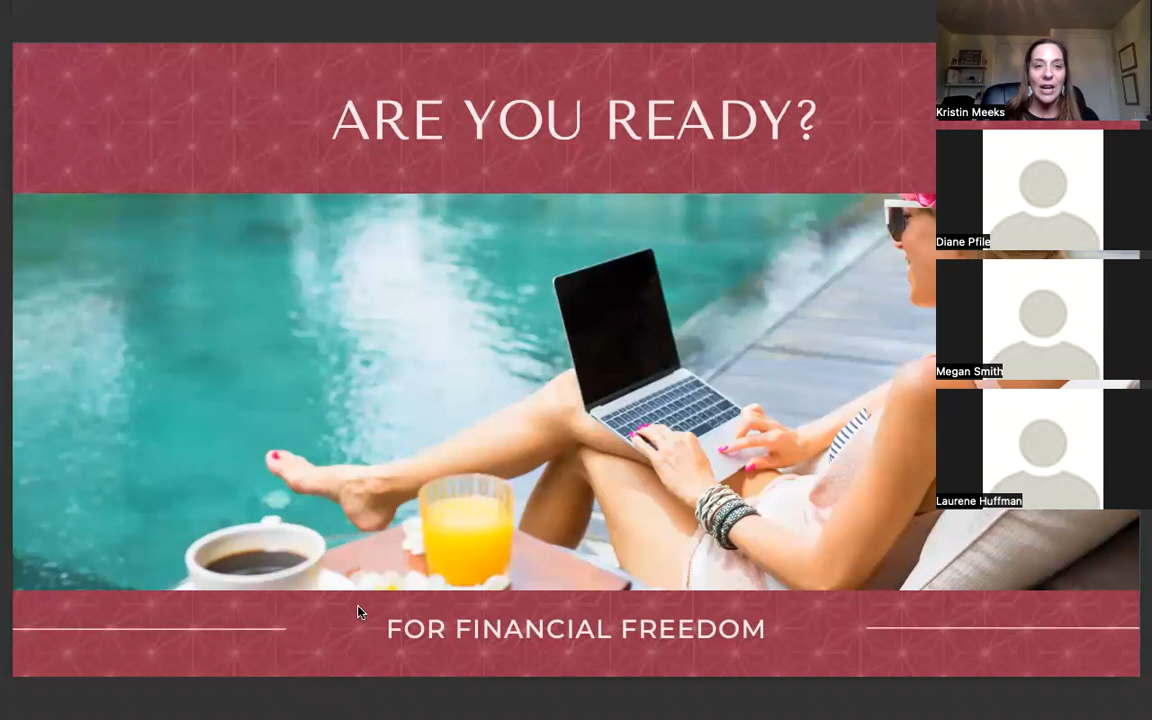 ARE YOU READY?
FOR FINANCIAL FREEDOM
Kristin Meeks
Diane Pfile
Megan Smith
Laurene Huffman